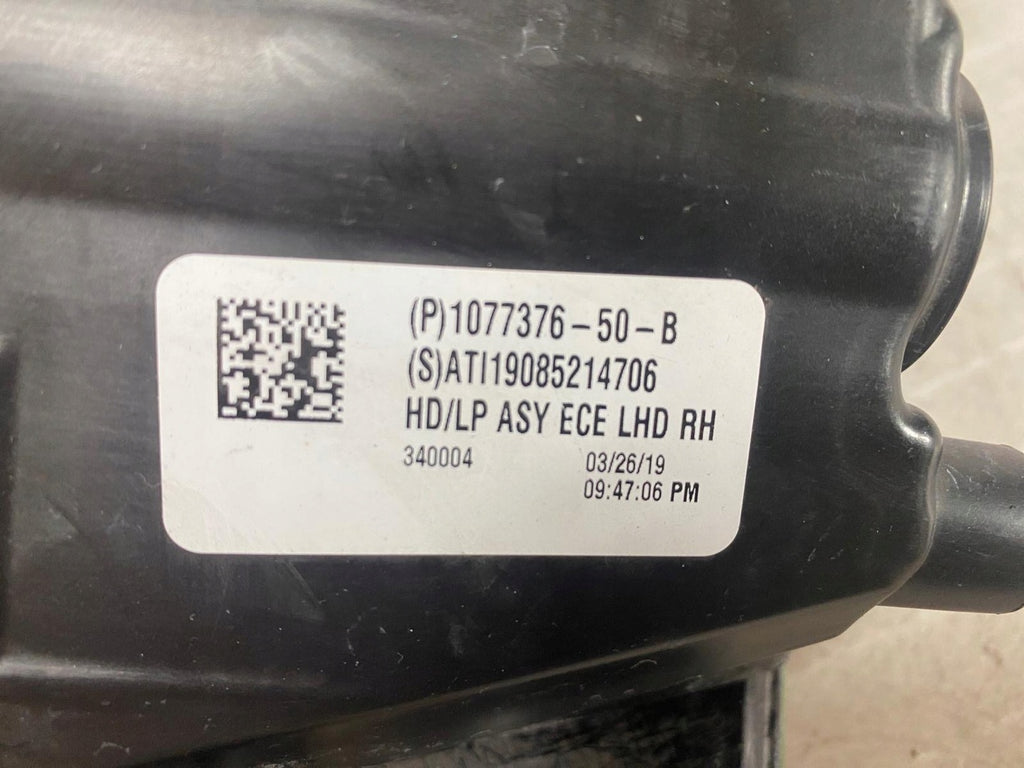 (P)1077376-50-B
(S)ATI19085214706
HD/LP ASY ECE LHD RH
340004 03/26/19
09:47:06 PM